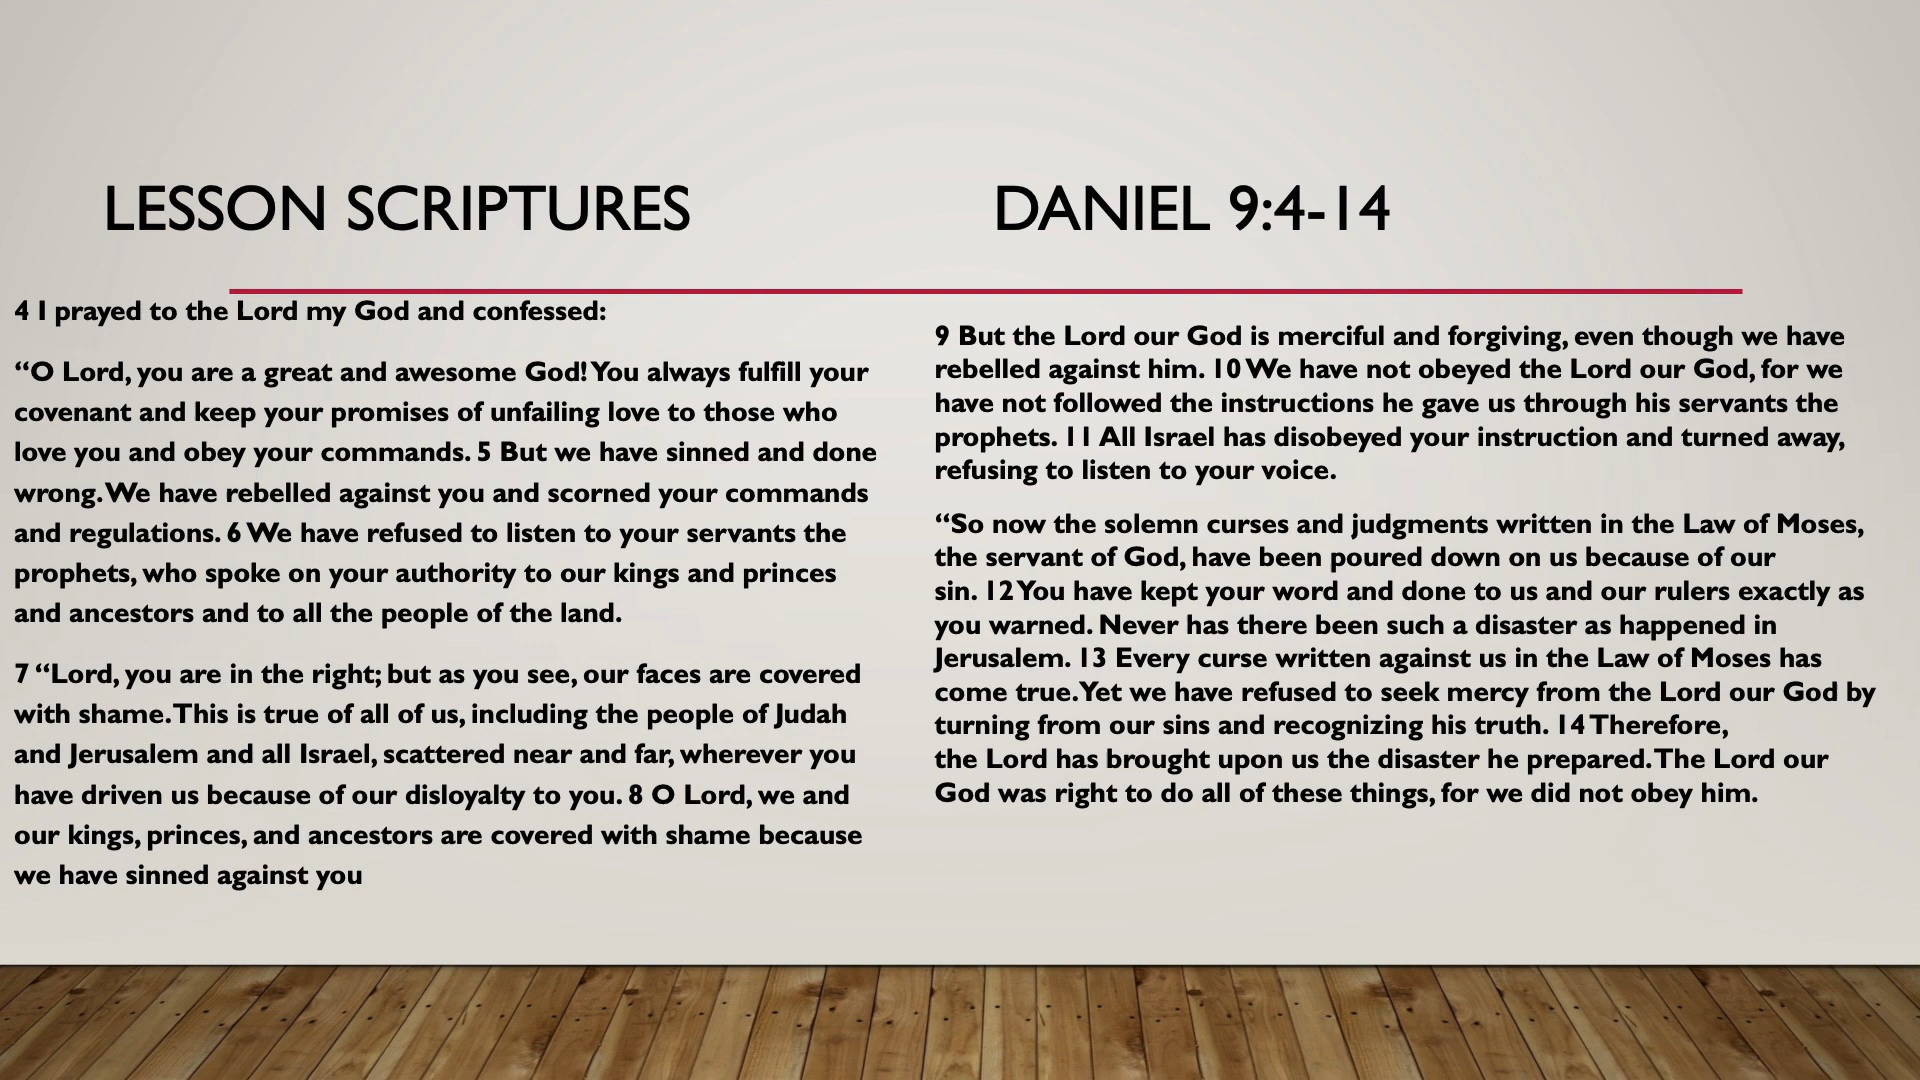 LESSON SCRIPTURES
DANIEL 9:4-14
4 I prayed to the Lord my God and confessed:
“O Lord, you are a great and awesome God! You always fulfill your
covenant and keep your promises of unfailing love to those who
love you and obey your commands. 5 But we have sinned and done
wrong. We have rebelled against you and scorned your commands
and regulations. 6 We have refused to listen to your servants the
prophets, who spoke on your authority to our kings and princes
and ancestors and to all the people of the land.
7 “Lord, you are in the right; but as you see, our faces are covered
with shame. This is true of all of us, including the people of Judah
and Jerusalem and all Israel, scattered near and far, wherever you
have driven us because of our disloyalty to you. 8 O Lord, we and
our kings, princes, and ancestors are covered with shame because
we have sinned against you
9 But the Lord our God is merciful and forgiving, even though we have
rebelled against him. 10 We have not obeyed the Lord our God, for we
have not followed the instructions he gave us through his servants the
prophets. 11 All Israel has disobeyed your instruction and turned away,
refusing to listen to your voice.
“So now the solemn curses and judgments written in the Law of Moses,
the servant of God, have been poured down on us because of our
sin. 12 You have kept your word and done to us and our rulers exactly as
you warned. Never has there been such a disaster as happened in
Jerusalem. 13 Every curse written against us in the Law of Moses has
come true. Yet we have refused to seek mercy from the Lord our God by
turning from our sins and recognizing his truth. 14 Therefore,
the Lord has brought upon us the disaster he prepared. The Lord our
God was right to do all of these things, for we did not obey him.